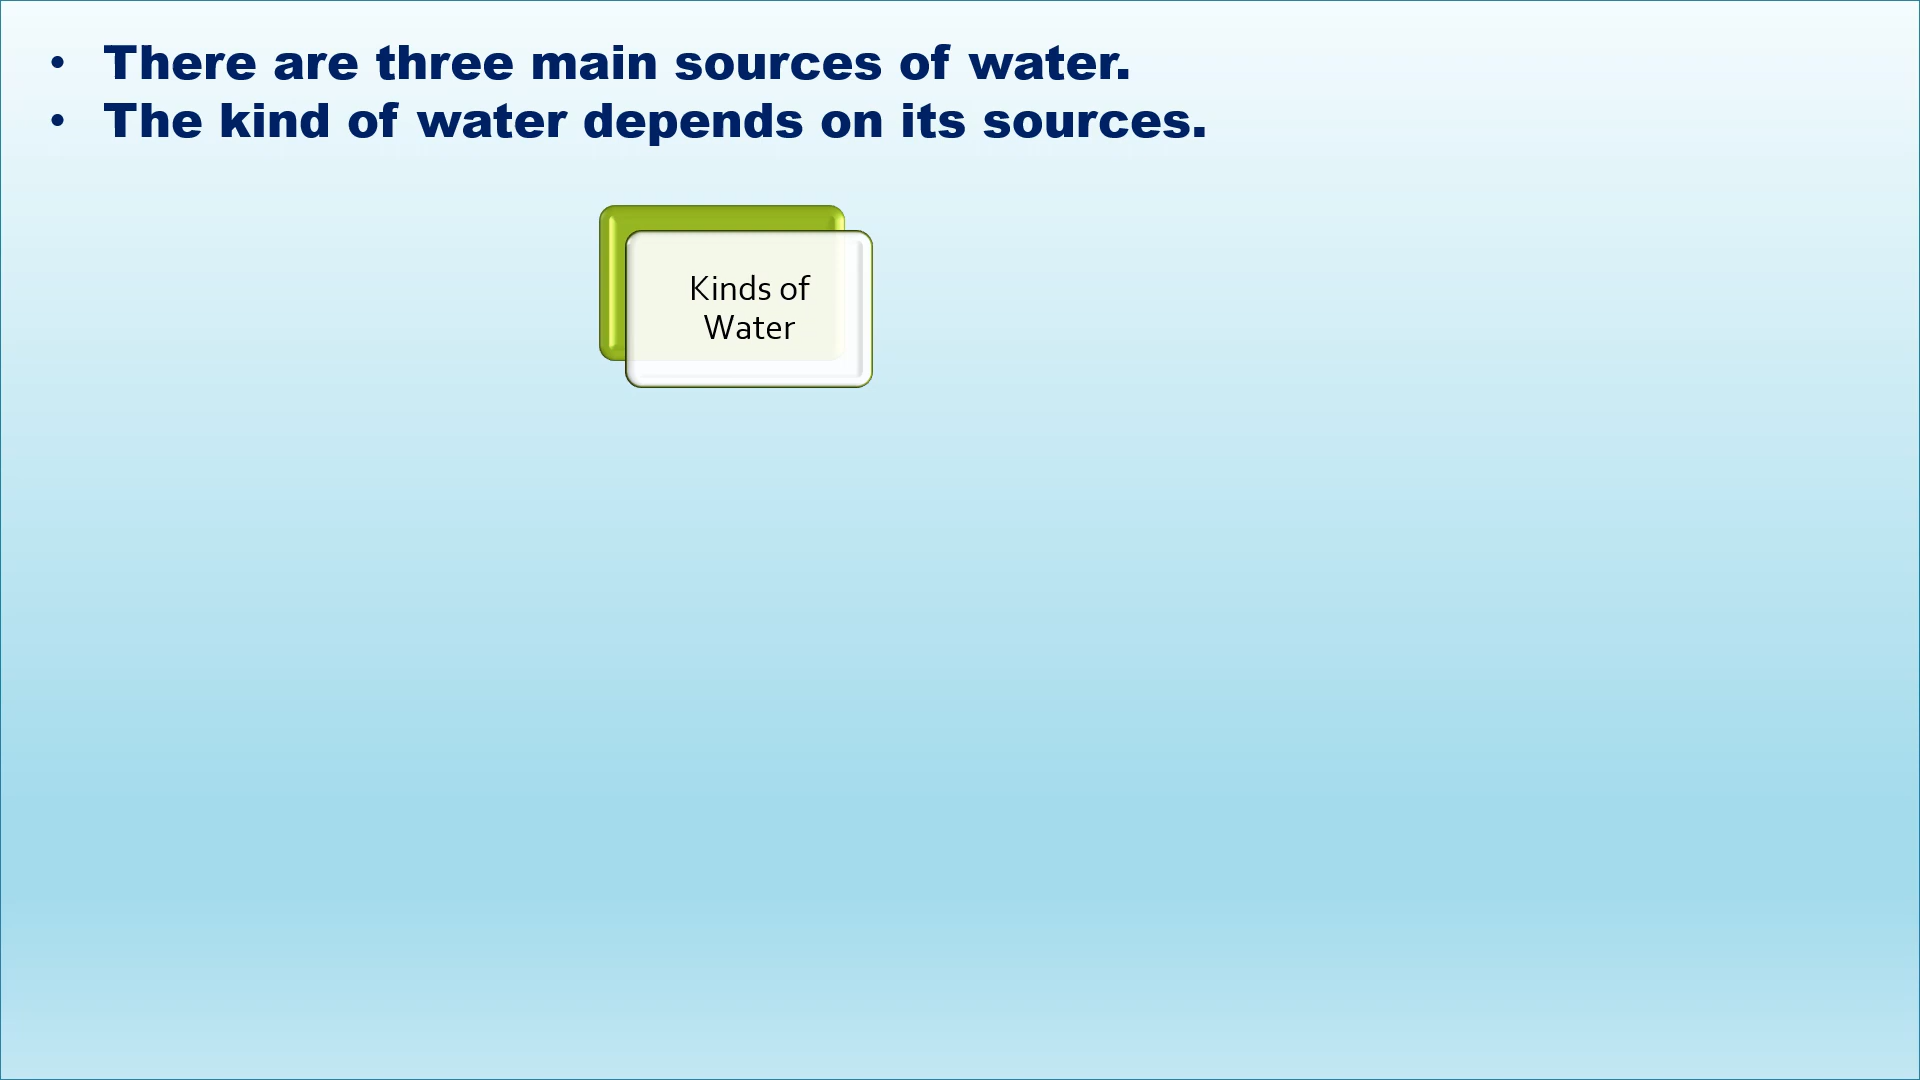 • There are three main sources of water.
• The kind of water depends on its sources.
Kinds of
Water